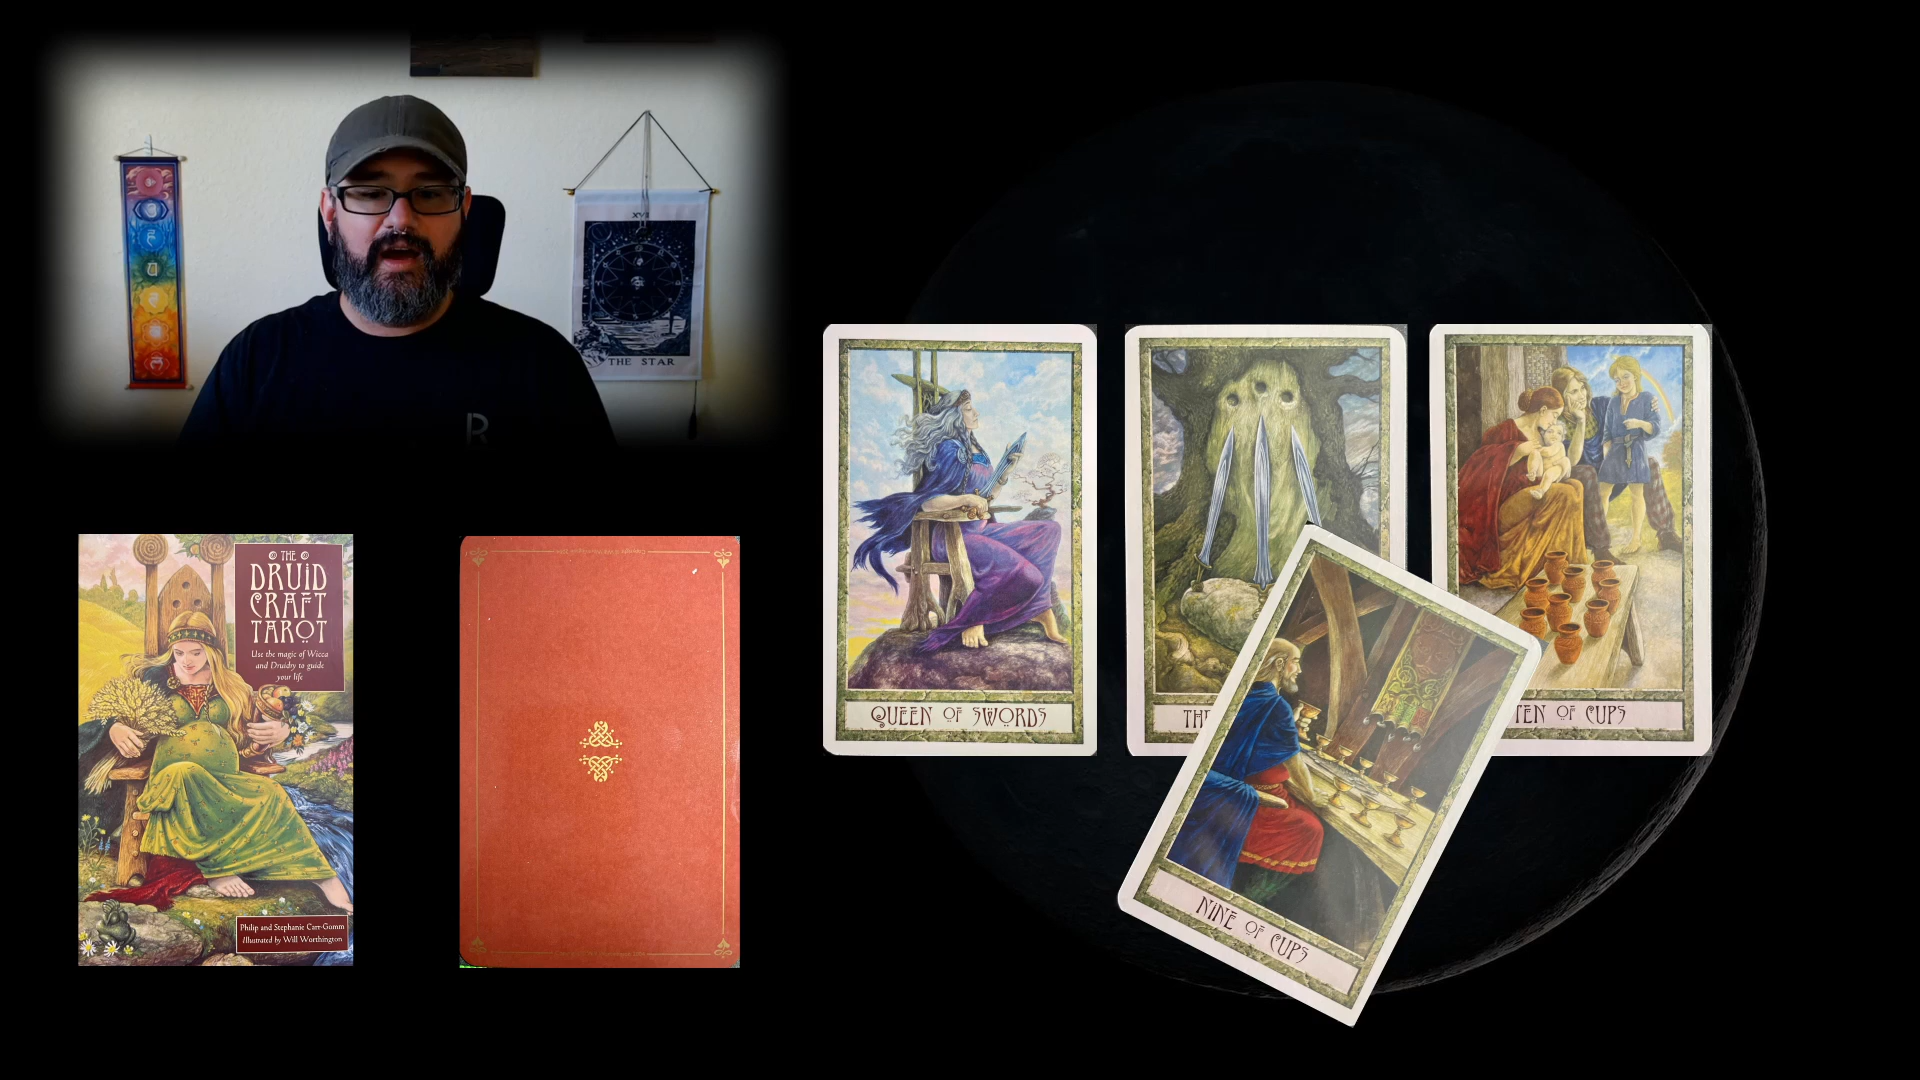 XVII
THE STAR
R
THE
DRUID
CRAFT
TAROT
Use the magic of Wicca
and Druidry to guide
your life
Philip and Stephanie Carr-Gomm
Illustrated by Will Worthington
QUEEN OF SWORDS
TEN OF CUPS
NINE OF CUPS